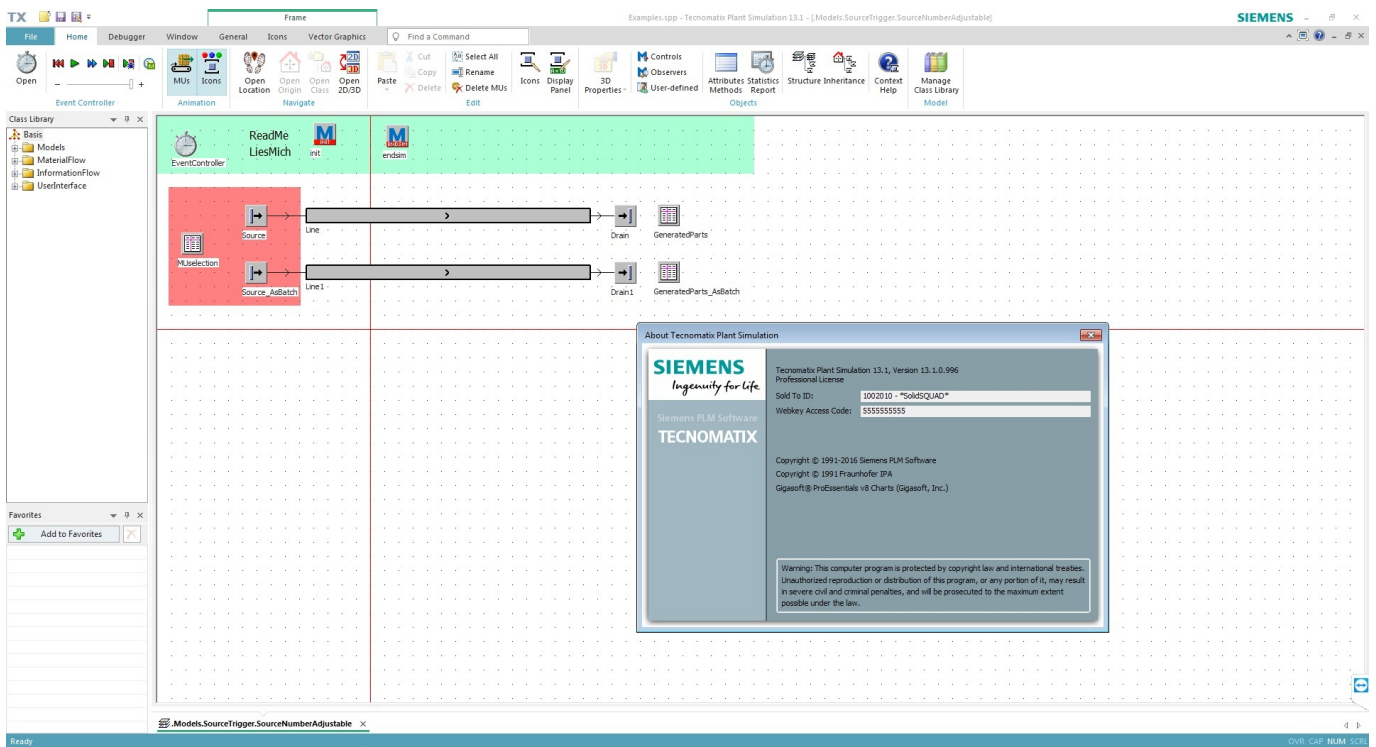 TX
Frame
Examples.spp - Tecnomatix Plant Simulation 13.1 - [.Models.SourceTrigger.SourceNumberAdjustable]
SIEMENS
File Home Debugger Window General Icons Vector Graphics Find a Command
Open
Event Controller
MUs Icons
Animation
Open Location
Open Origin
Open Class
Open 2D/3D
Navigate
Paste
Cut
Copy
Delete
Select All
Rename
Delete MUs
Edit
Icons
Display Panel
3D Properties
Controls
Observers
User-defined
Attributes Methods
Statistics Report
Structure
Inheritance
Objects
Context Help
Manage Class Library
Model
Class Library
Basis
Models
MaterialFlow
InformationFlow
UserInterface
EventController
ReadMe
LiesMich
M
INIT
init
M
ENDSIM
endsim
MUselection
Source
Line
Drain
GeneratedParts
Source_AsBatch
Line1
Drain1
GeneratedParts_AsBatch
About Tecnomatix Plant Simulation
SIEMENS
Ingenuity for life
Siemens PLM Software
TECNOMATIX
Tecnomatix Plant Simulation 13.1, Version 13.1.0.996
Professional License
Sold To ID: 1002010 - "SolidSQUAD"
Webkey Access Code: 5555555555
Copyright © 1991-2016 Siemens PLM Software
Copyright © 1991 Fraunhofer IPA
Gigasoft® ProEssentials v8 Charts (Gigasoft, Inc.)
Warning: This computer program is protected by copyright law and international treaties.
Unauthorized reproduction or distribution of this program, or any portion of it, may result
in severe civil and criminal penalties, and will be prosecuted to the maximum extent
possible under the law.
Favorites
Add to Favorites
.Models.SourceTrigger.SourceNumberAdjustable
Ready
OVR CAP NUM SCRL